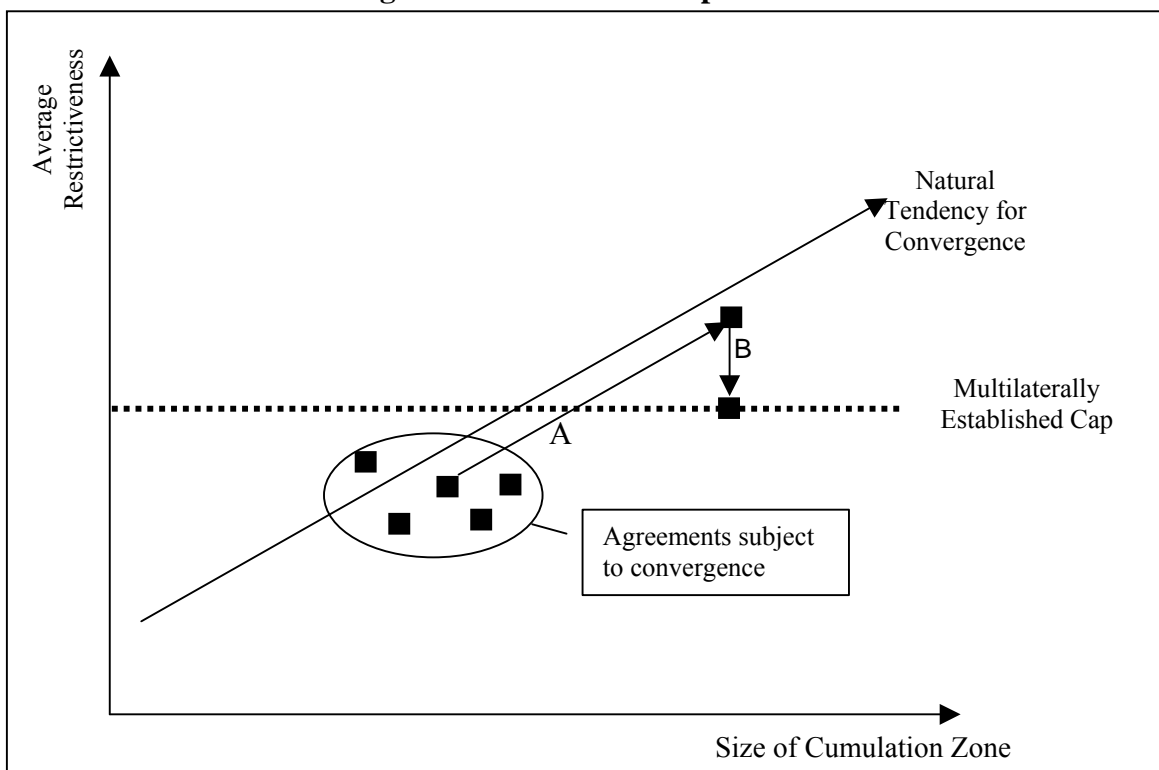 Average
Restrictiveness
Natural
Tendency for
Convergence
B
Multilaterally
Established Cap
A
Agreements subject
to convergence
Size of Cumulation Zone